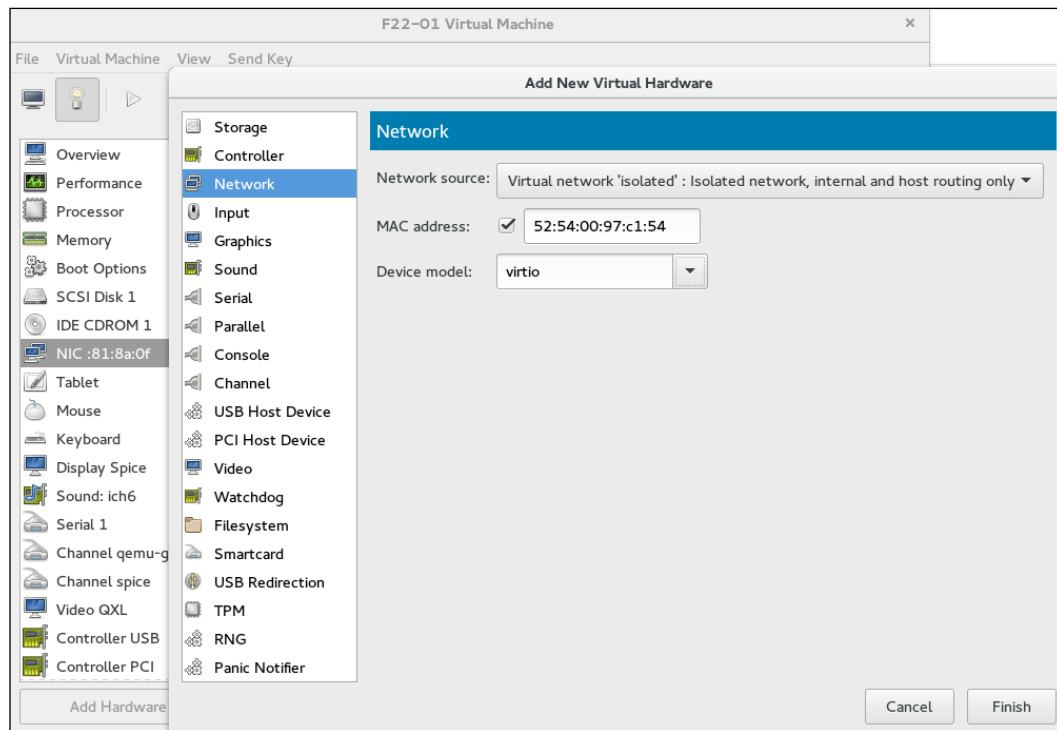 F22-01 Virtual Machine
×
File Virtual Machine View Send Key
Add New Virtual Hardware
Overview
Performance
Processor
Memory
Boot Options
SCSI Disk 1
IDE CDROM 1
NIC :81:8a:0f
Tablet
Mouse
Keyboard
Display Spice
Sound: ich6
Serial 1
Channel qemu-g
Channel spice
Video QXL
Controller USB
Controller PCI
Add Hardware
Storage
Controller
Network
Input
Graphics
Sound
Serial
Parallel
Console
Channel
USB Host Device
PCI Host Device
Video
Watchdog
Filesystem
Smartcard
USB Redirection
TPM
RNG
Panic Notifier
Network
Network source: Virtual network 'isolated' : Isolated network, internal and host routing only
MAC address: 52:54:00:97:c1:54
Device model: virtio
Cancel Finish